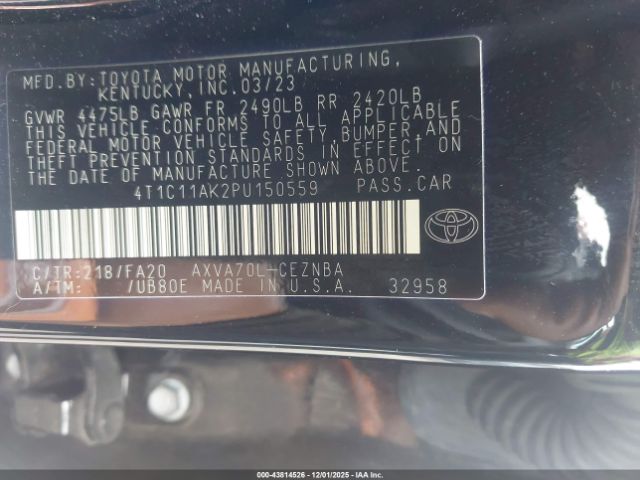 MFD.BY:TOYOTA MOTOR MANUFACTURING,
KENTUCKY,INC.03/23
GVWR 4475LB GAWR FR 2490LB RR 2420LB
THIS VEHICLE CONFORMS TO ALL APPLICABLE
FEDERAL MOTOR VEHICLE SAFETY,BUMPER,AND
THEFT PREVENTION STANDARDS IN EFFECT ON
THE DATE OF MANUFACTURE SHOWN ABOVE.
4T1C11AK2PU150559 PASS.CAR
C/TR:218/FA20 AXVA70L-CEZNBA
A/TM: /UB80E MADE IN U.S.A. 32958
000-43814526 - 12/01/2025 - IAAI.com